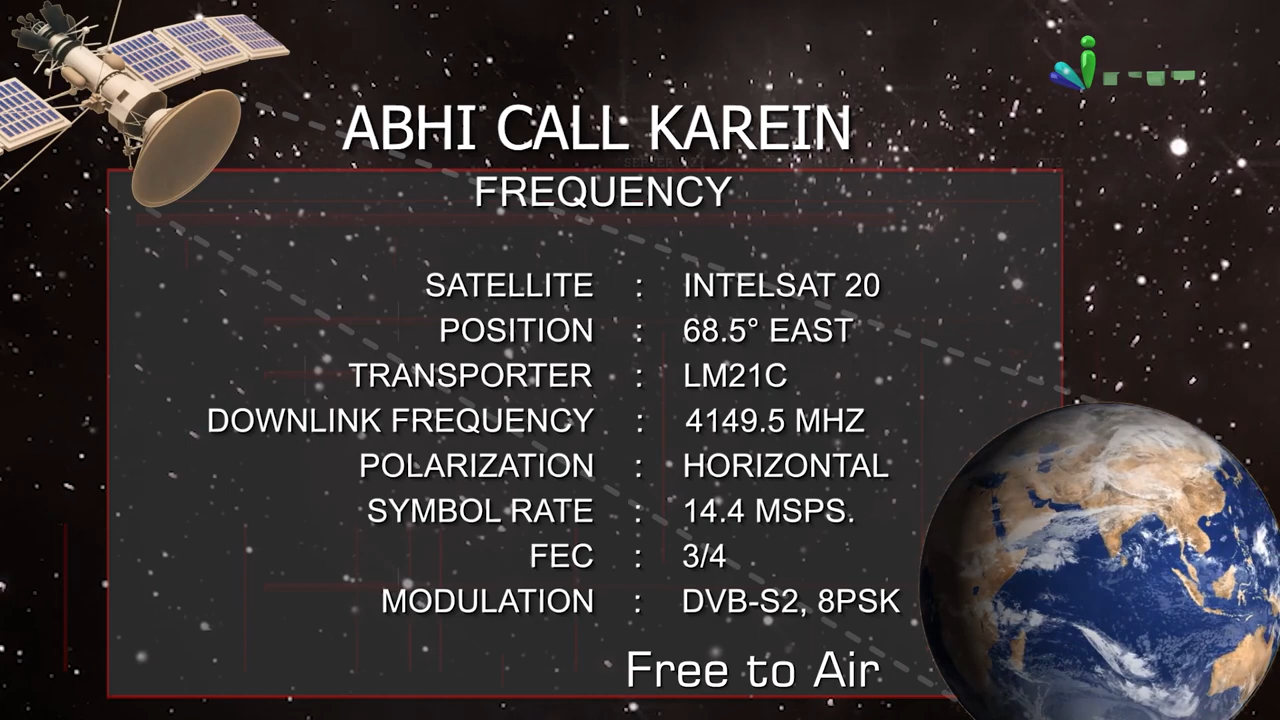 ABHI CALL KAREIN
FREQUENCY
SATELLITE : INTELSAT 20
POSITION : 68.5° EAST
TRANSPORTER : LM21C
DOWNLINK FREQUENCY : 4149.5 MHZ
POLARIZATION : HORIZONTAL
SYMBOL RATE : 14.4 MSPS.
FEC : 3/4
MODULATION : DVB-S2, 8PSK
Free to Air